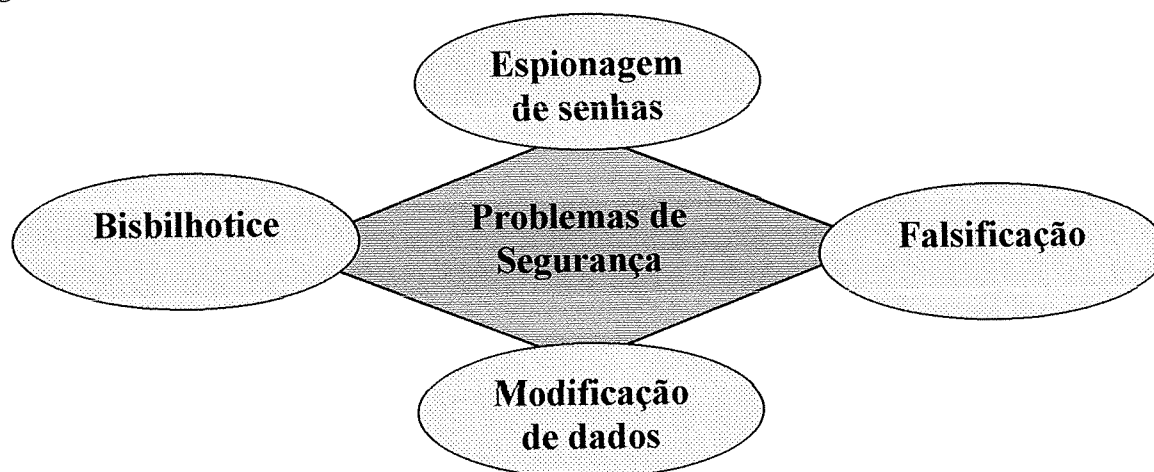 Espionagem
de senhas
Bisbilhotice
Problemas de
Segurança
Falsificação
Modificação
de dados